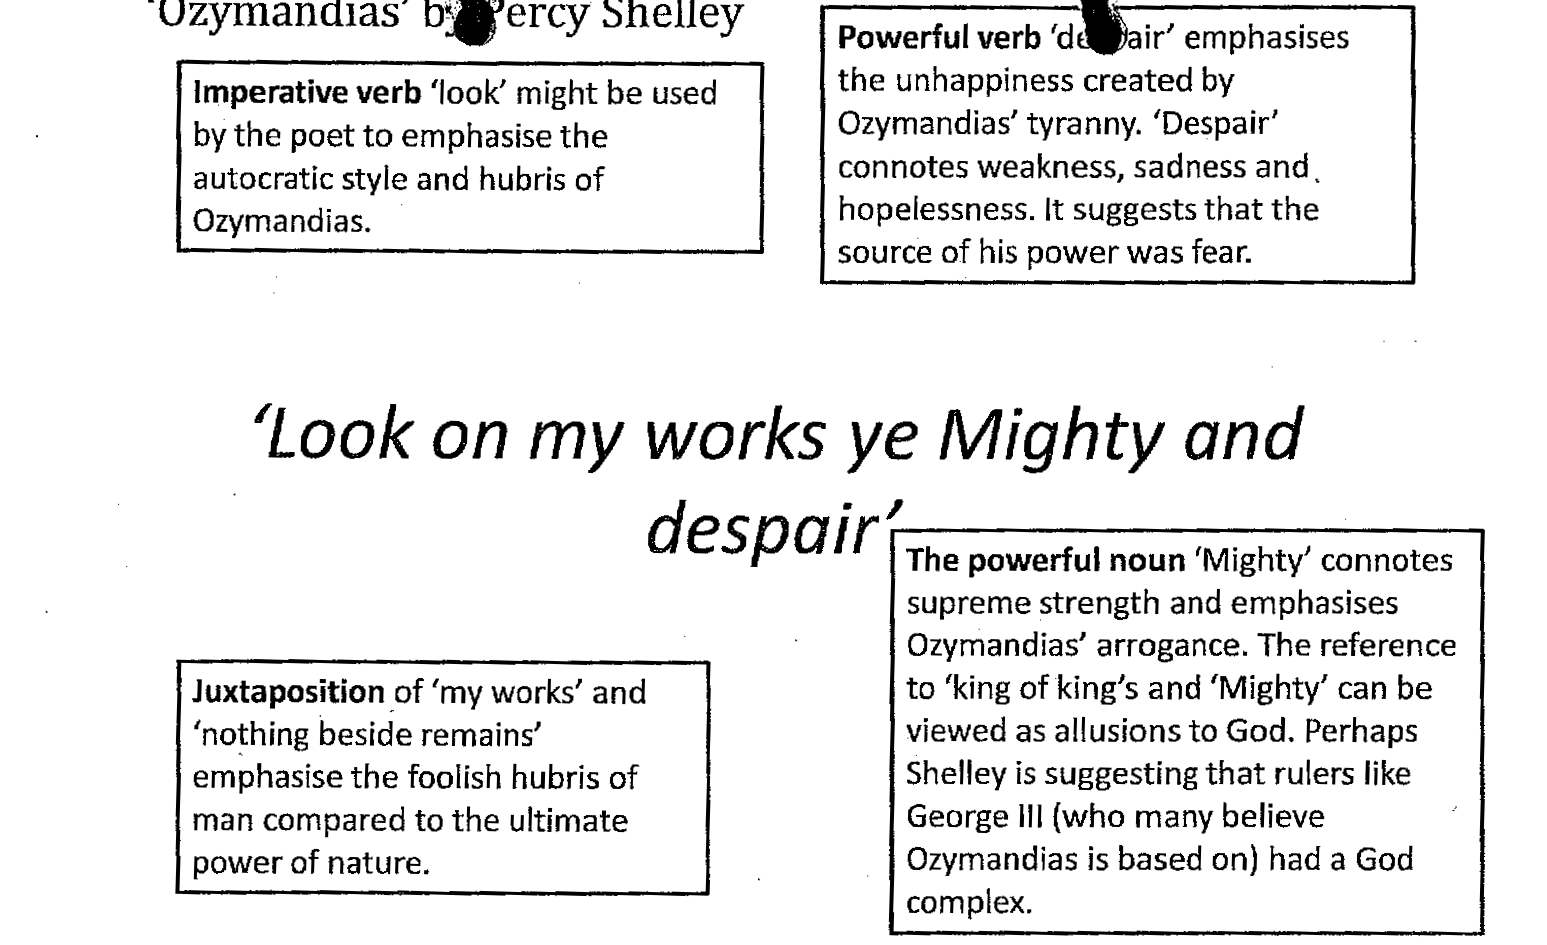 'Ozymandias' by Percy Shelley
Imperative verb 'look' might be used
by the poet to emphasise the
autocratic style and hubris of
Ozymandias.
Powerful verb 'despair' emphasises
the unhappiness created by
Ozymandias' tyranny. 'Despair'
connotes weakness, sadness and
hopelessness. It suggests that the
source of his power was fear.
'Look on my works ye Mighty and
despair'
Juxtaposition of 'my works' and
'nothing beside remains'
emphasise the foolish hubris of
man compared to the ultimate
power of nature.
The powerful noun 'Mighty' connotes
supreme strength and emphasises
Ozymandias' arrogance. The reference
to 'king of king's and 'Mighty' can be
viewed as allusions to God. Perhaps
Shelley is suggesting that rulers like
George III (who many believe
Ozymandias is based on) had a God
complex.